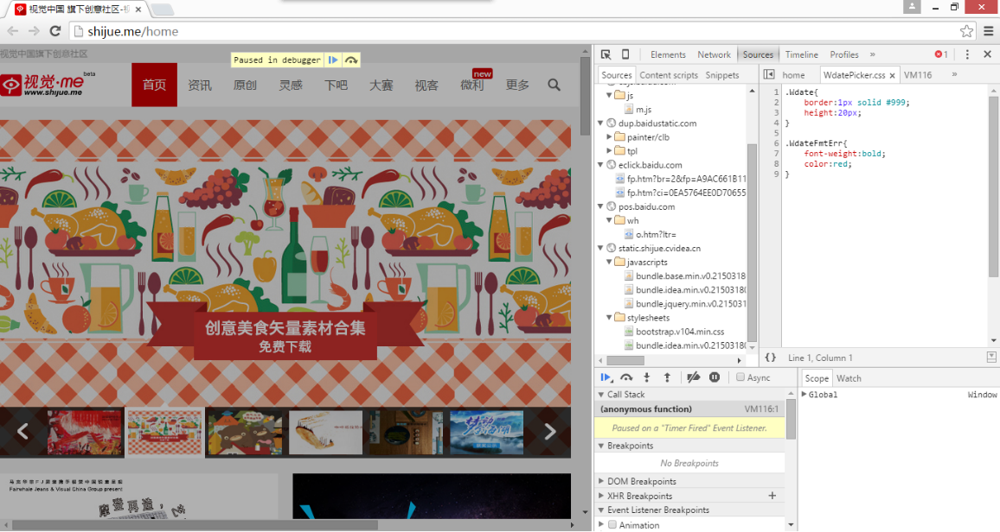 视觉中国 旗下创意社区-视
shijue.me/home
视觉中国旗下创意社区
Paused in debugger
视觉·me beta
www.shijue.me
首页 资讯 原创 灵感 下吧 大赛 视客 微利 new 更多
创意美食矢量素材合集
免费下载
Fairwhale Jeans & Visual China Group present
摩登再造,
Elements Network Sources Timeline Profiles » 1
Sources Content scripts Snippets
js
m.js
dup.baidustatic.com
painter/clb
tpl
eclick.baidu.com
fp.htm?br=2&fp=A9AC661B11
fp.htm?ci=0EA5764EE0D70655
pos.baidu.com
wh
o.htm?ltr=
static.shijue.cvidea.cn
javascripts
bundle.base.min.v0.21503180
bundle.idea.min.v0.21503180
bundle.jquery.min.v0.215031
stylesheets
bootstrap.v104.min.css
bundle.idea.min.v0.21503180
home WdatePicker.css × VM116 »
1 .Wdate{
2 border:1px solid #999;
3 height:20px;
4 }
5
6 .WdateFmtErr{
7 font-weight:bold;
8 color:red;
9 }
{} Line 1, Column 1
Async
Call Stack
(anonymous function) VM116:1
Paused on a "Timer Fired" Event Listener.
Breakpoints
No Breakpoints
DOM Breakpoints
XHR Breakpoints +
Event Listener Breakpoints
Animation
Scope Watch
Global Window